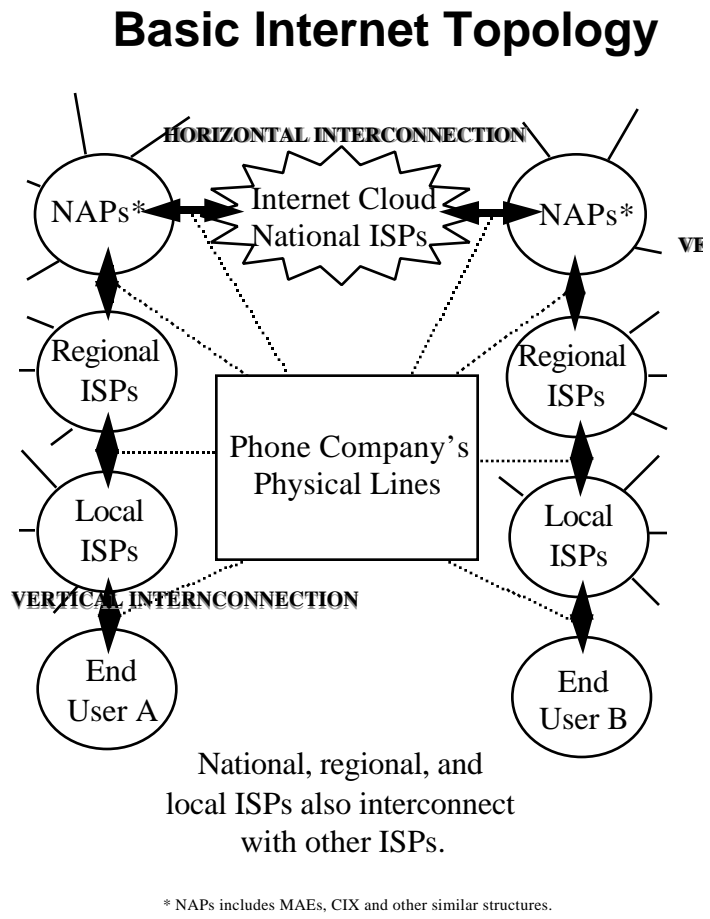 Basic Internet Topology
HORIZONTAL INTERCONNECTION
NAPs*
Internet Cloud
National ISPs
NAPs*
VE
Regional
ISPs
Regional
ISPs
Phone Company's
Physical Lines
Local
ISPs
Local
ISPs
VERTICAL INTERNCONNECTION
End
User A
End
User B
National, regional, and
local ISPs also interconnect
with other ISPs.
* NAPs includes MAEs, CIX and other similar structures.